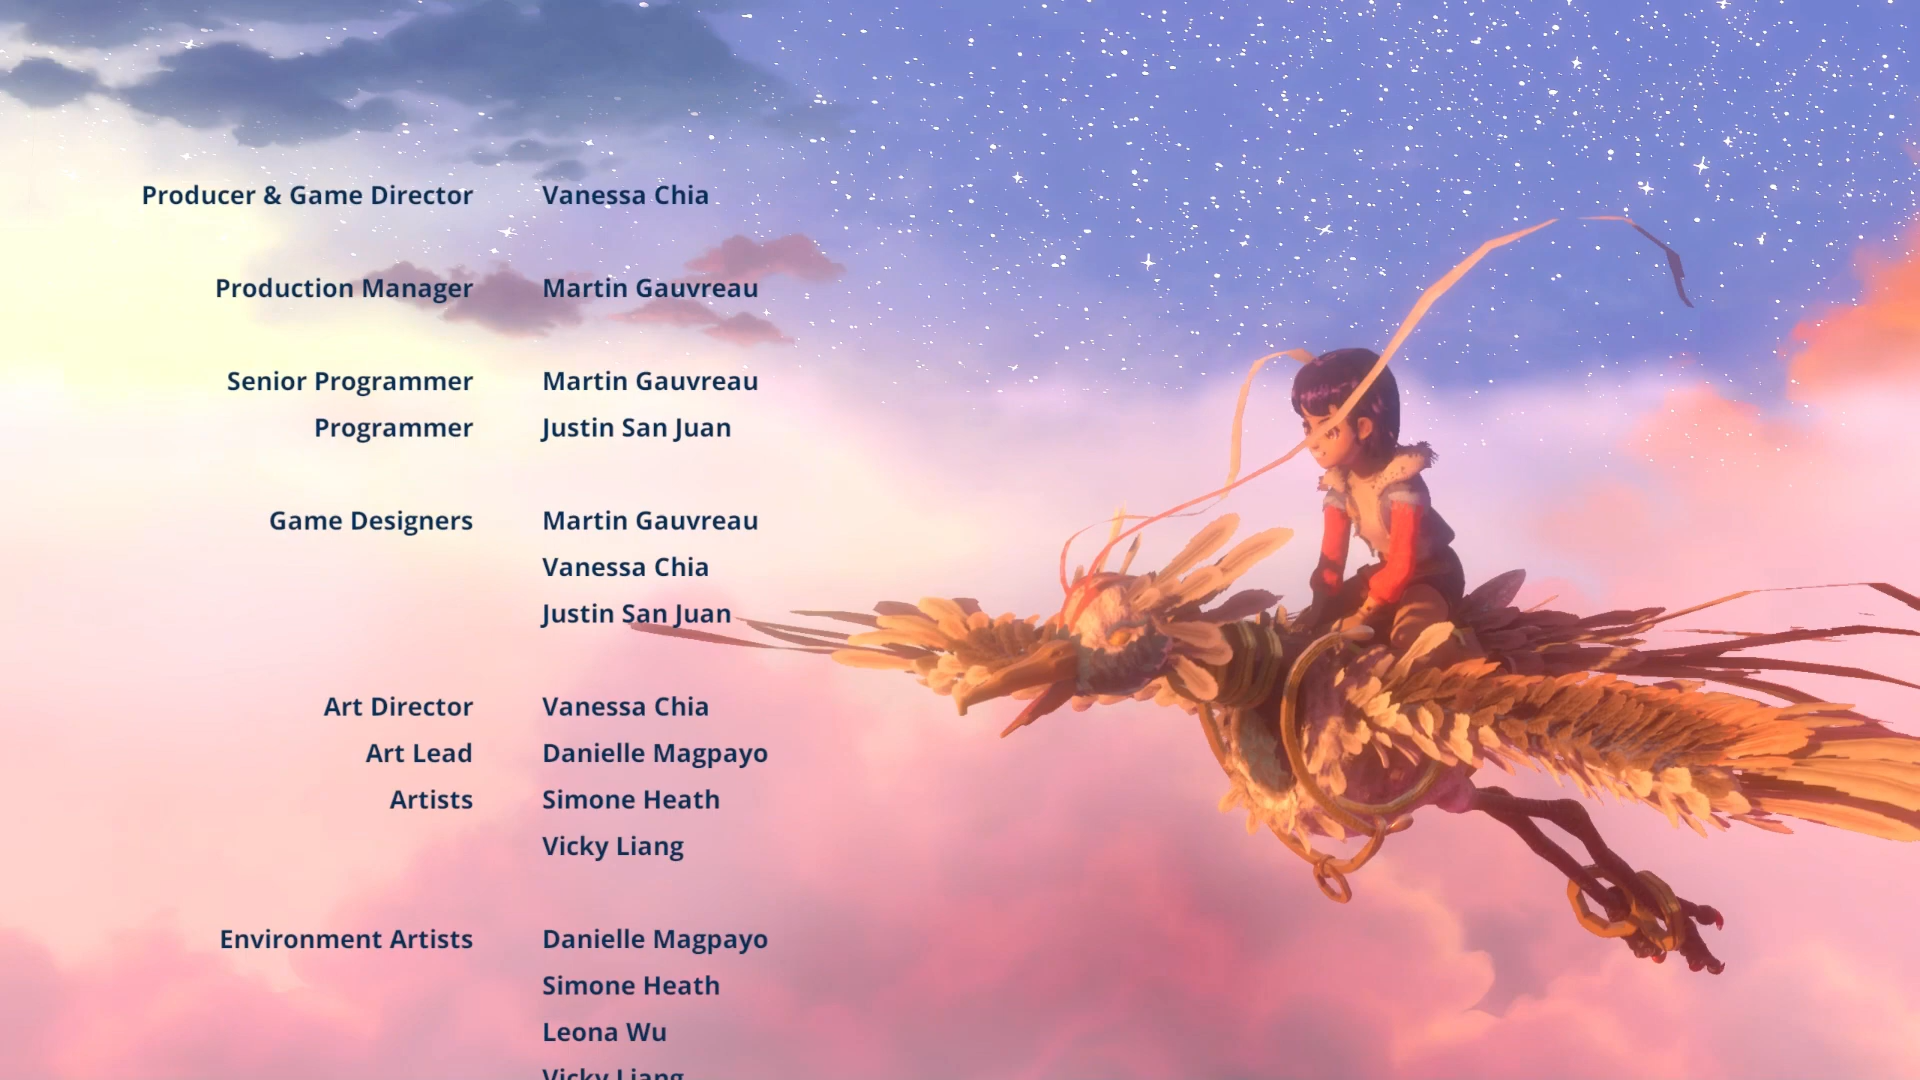 Producer & Game Director Vanessa Chia
Production Manager Martin Gauvreau
Senior Programmer Martin Gauvreau
Programmer Justin San Juan
Game Designers Martin Gauvreau
Vanessa Chia
Justin San Juan
Art Director Vanessa Chia
Art Lead Danielle Magpayo
Artists Simone Heath
Vicky Liang
Environment Artists Danielle Magpayo
Simone Heath
Leona Wu
Vicky Liang